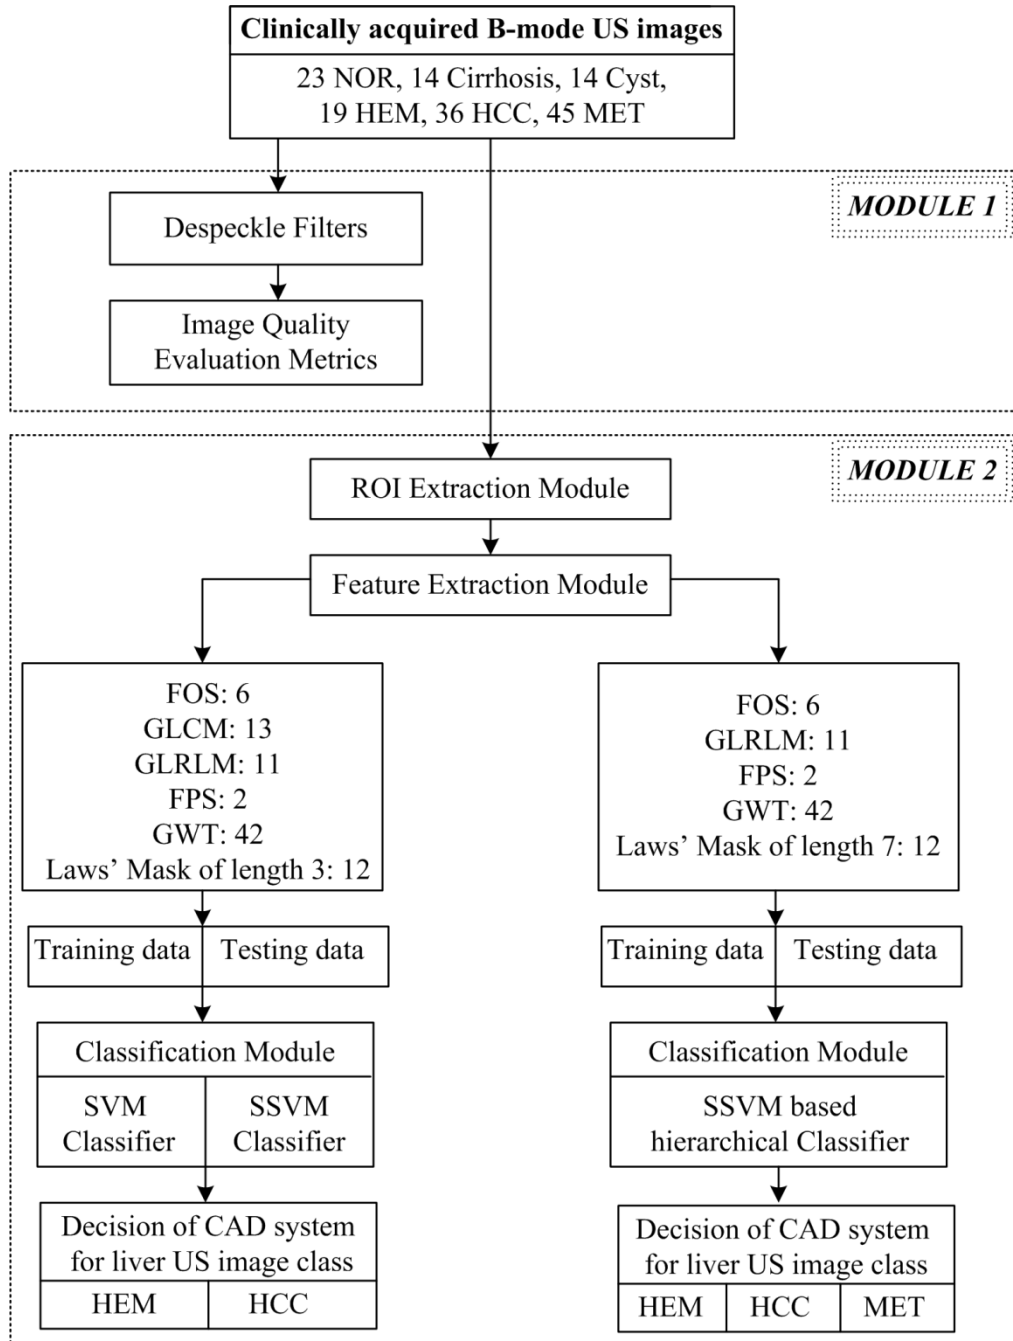 Clinically acquired B-mode US images
23 NOR, 14 Cirrhosis, 14 Cyst,
19 HEM, 36 HCC, 45 MET
MODULE 1
Despeckle Filters
Image Quality
Evaluation Metrics
MODULE 2
ROI Extraction Module
Feature Extraction Module
FOS: 6
GLCM: 13
GLRLM: 11
FPS: 2
GWT: 42
Laws’ Mask of length 3: 12
Training data
Testing data
Classification Module
SVM
Classifier
SSVM
Classifier
Decision of CAD system
for liver US image class
HEM
HCC
FOS: 6
GLRLM: 11
FPS: 2
GWT: 42
Laws’ Mask of length 7: 12
Training data
Testing data
Classification Module
SSVM based
hierarchical Classifier
Decision of CAD system
for liver US image class
HEM
HCC
MET